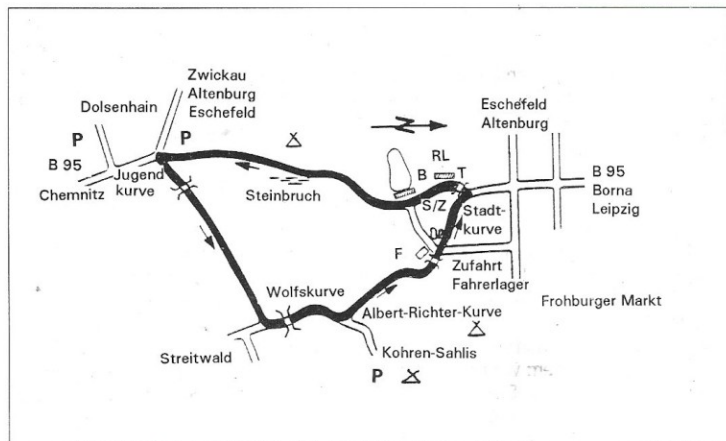 Zwickau
Altenburg
Eschefeld
Dolsenhain
P
P
B 95
Chemnitz
Jugend
kurve
Steinbruch
N
Eschefeld
Altenburg
RL
B
T
S/Z
Stadt-
kurve
B 95
Borna
Leipzig
F
Zufahrt
Fahrerlager
Frohburger Markt
Wolfskurve
Albert-Richter-Kurve
Streitwald
Kohren-Sahlis
P